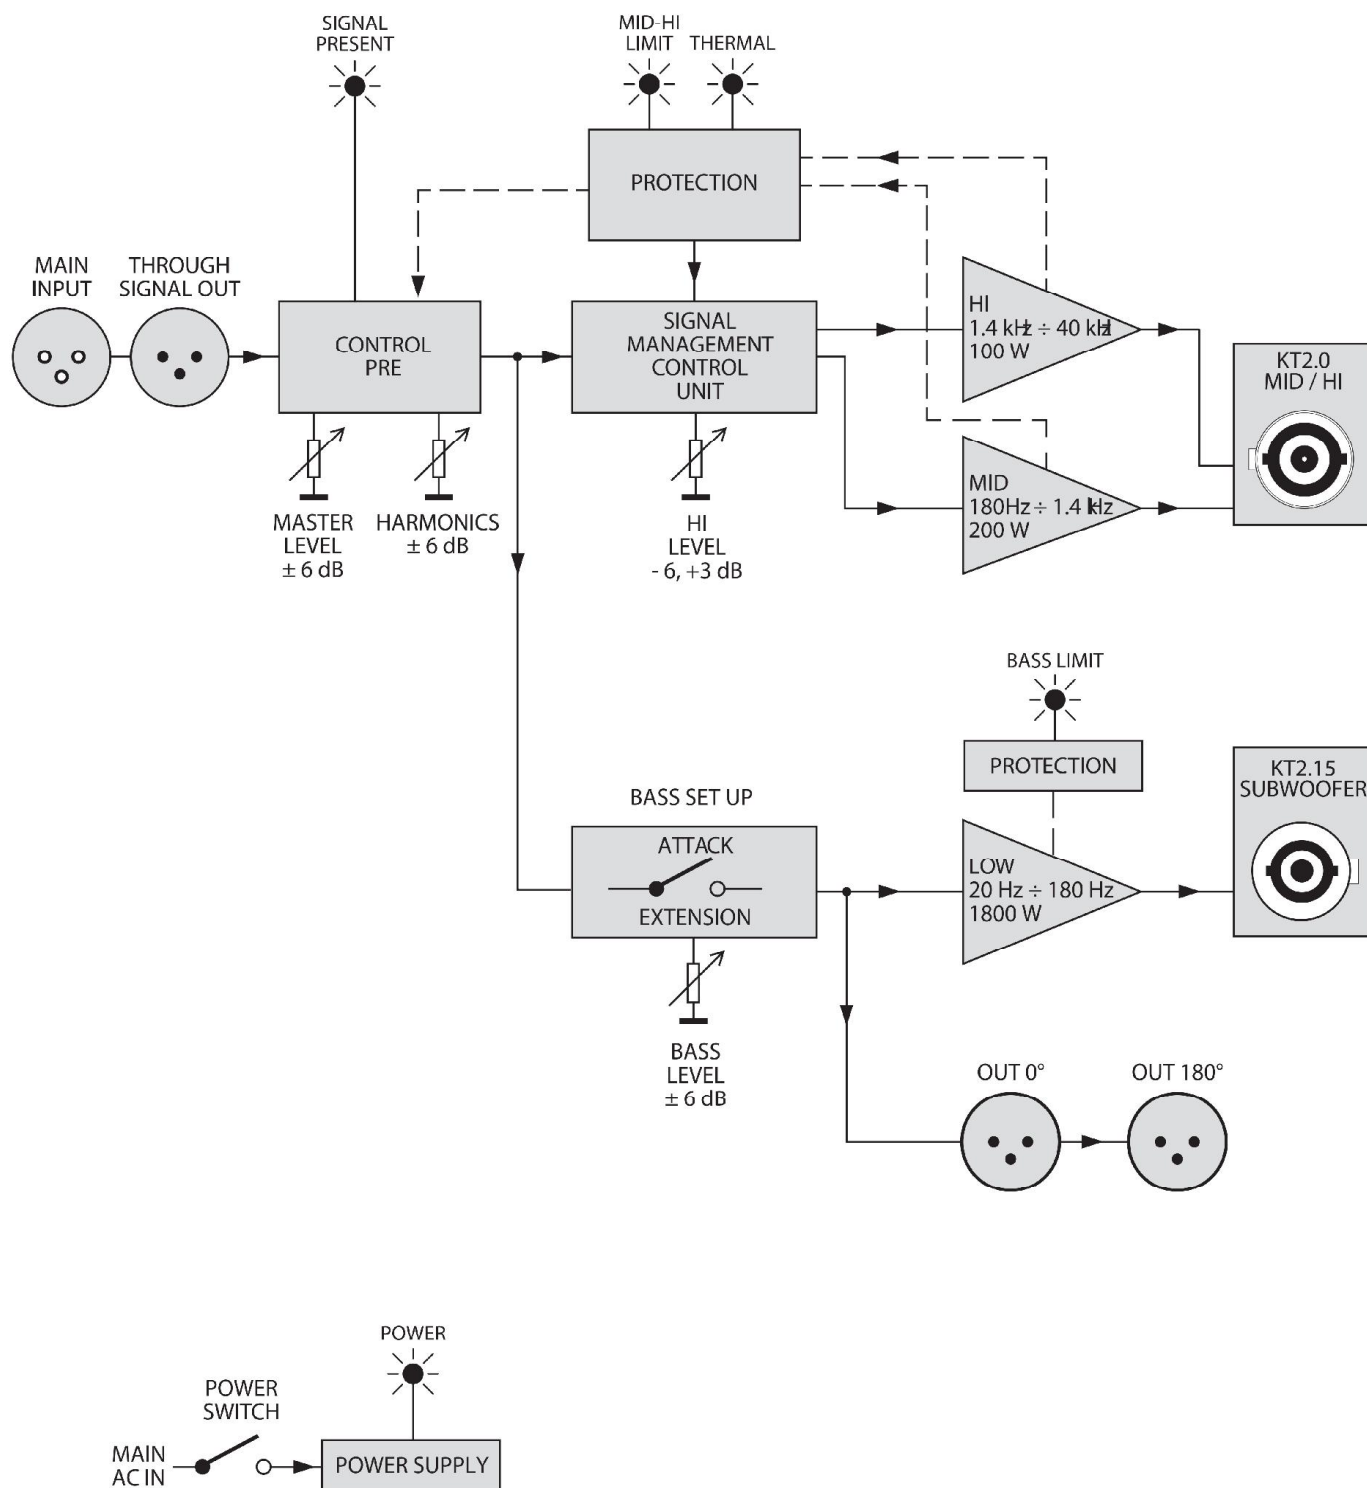 SIGNAL
PRESENT
MID-HI
LIMIT
THERMAL
PROTECTION
MAIN
INPUT
THROUGH
SIGNAL OUT
CONTROL
PRE
SIGNAL
MANAGEMENT
CONTROL
UNIT
HI
1.4 kHz ÷ 40 kHz
100 W
KT2.0
MID / HI
MASTER
LEVEL
± 6 dB
HARMONICS
± 6 dB
HI
LEVEL
- 6, +3 dB
MID
180Hz ÷ 1.4 kHz
200 W
BASS LIMIT
PROTECTION
KT2.15
SUBWOOFER
BASS SET UP
ATTACK
EXTENSION
LOW
20 Hz ÷ 180 Hz
1800 W
BASS
LEVEL
± 6 dB
OUT 0°
OUT 180°
POWER
POWER
SWITCH
MAIN
AC IN
POWER SUPPLY